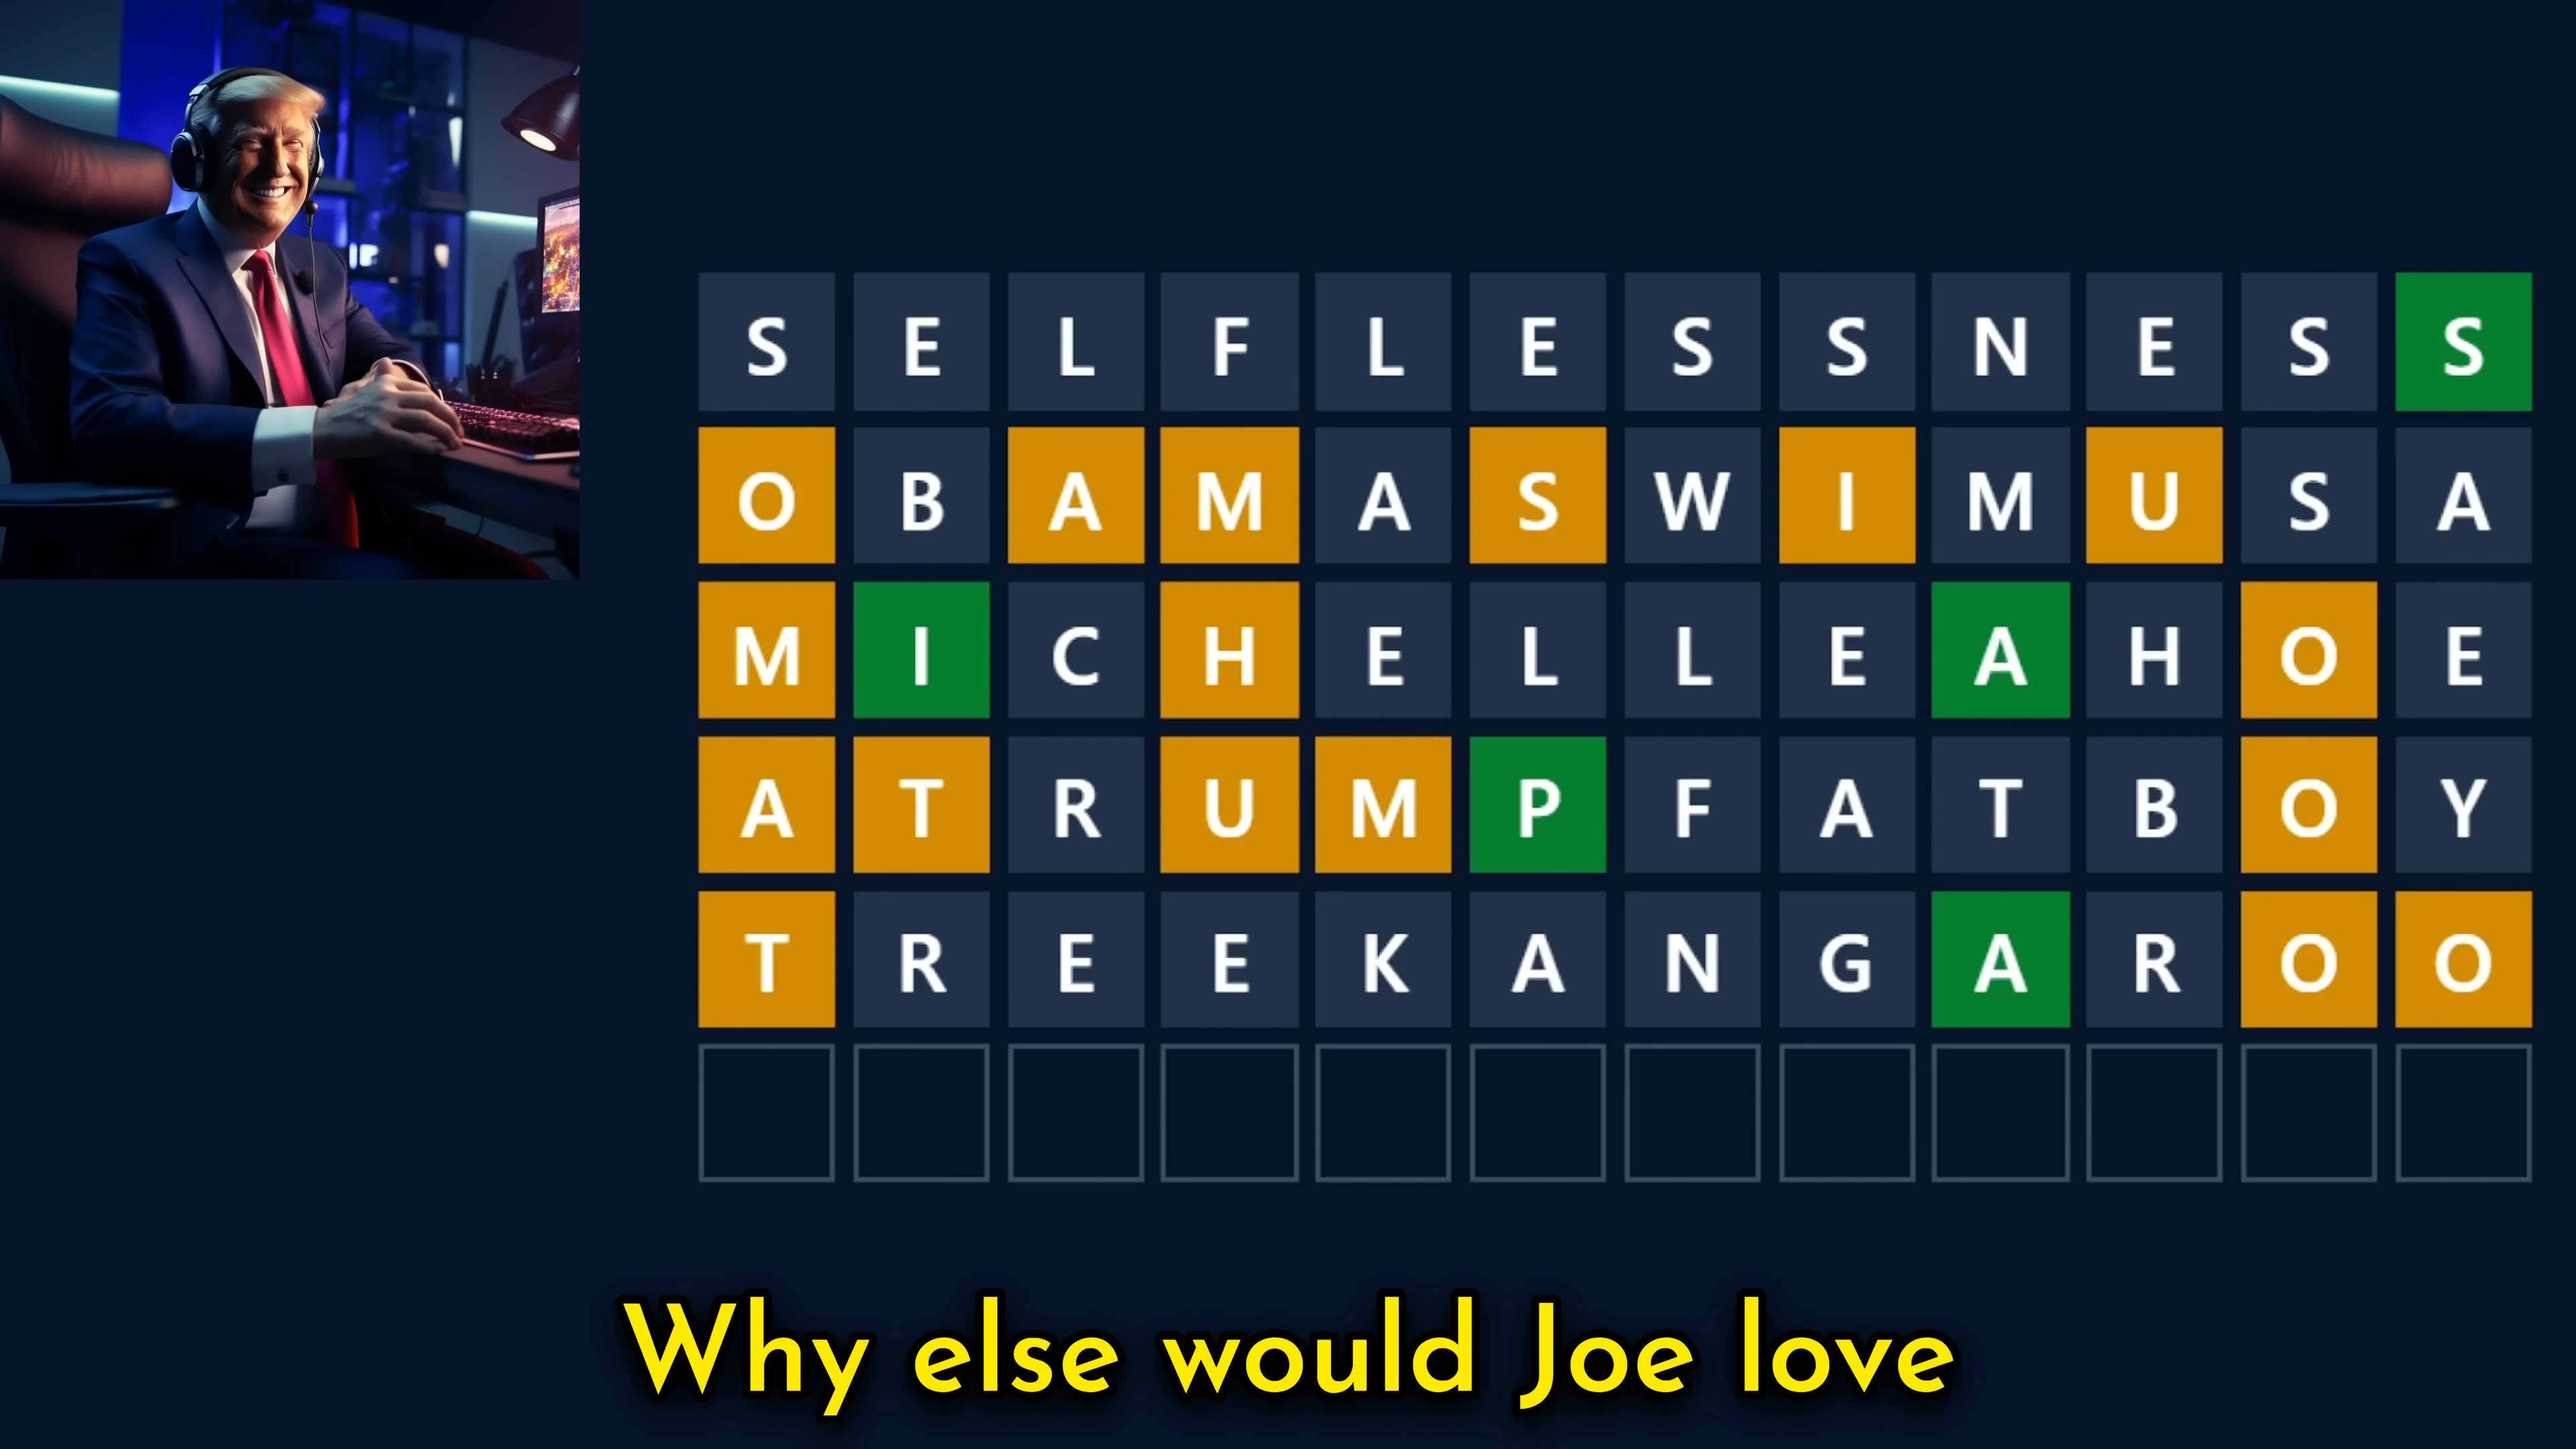 SELFLESSNESS
OBAMASWIMUSA
MICHELLEAHOE
ATRUMPFATBOY
TREEKANGAROO
Why else would Joe love